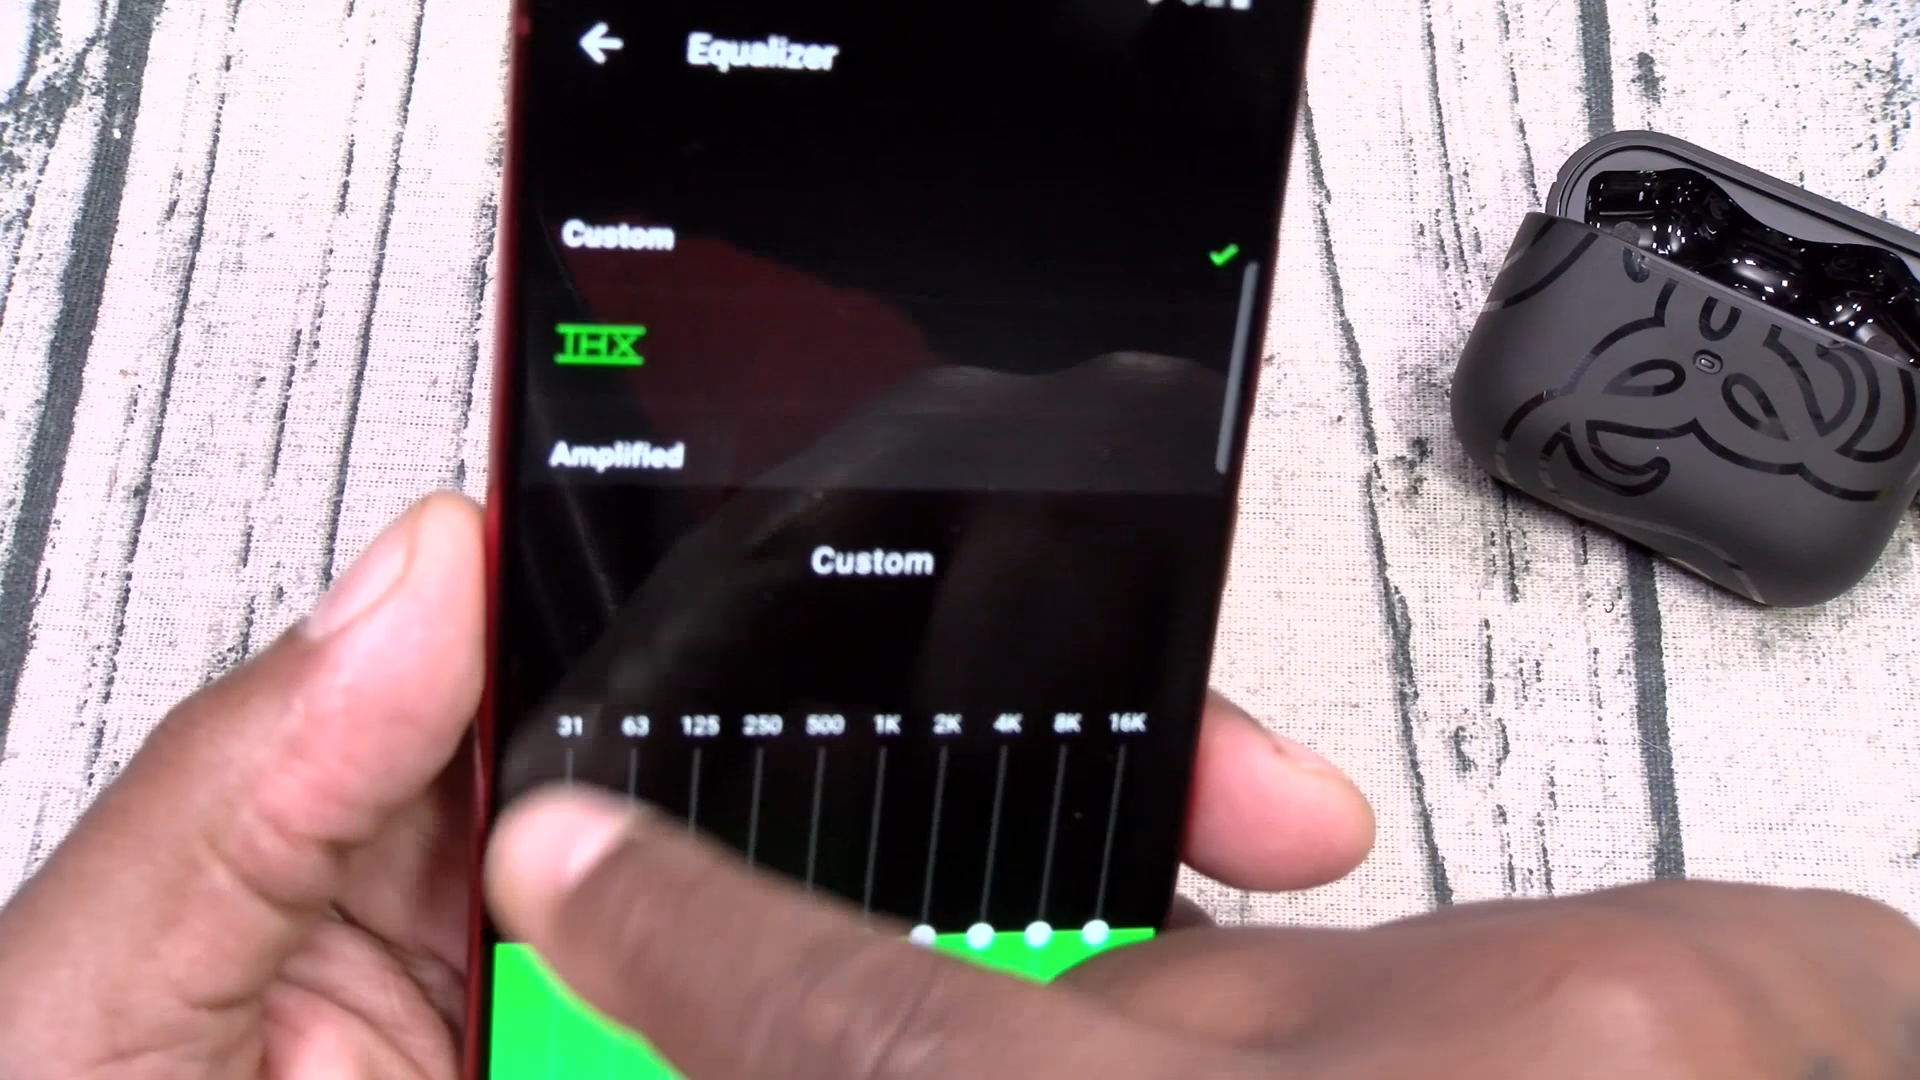 Equalizer
Custom
THX
Amplified
Custom
31 63 125 250 500 1K 2K 4K 8K 16K